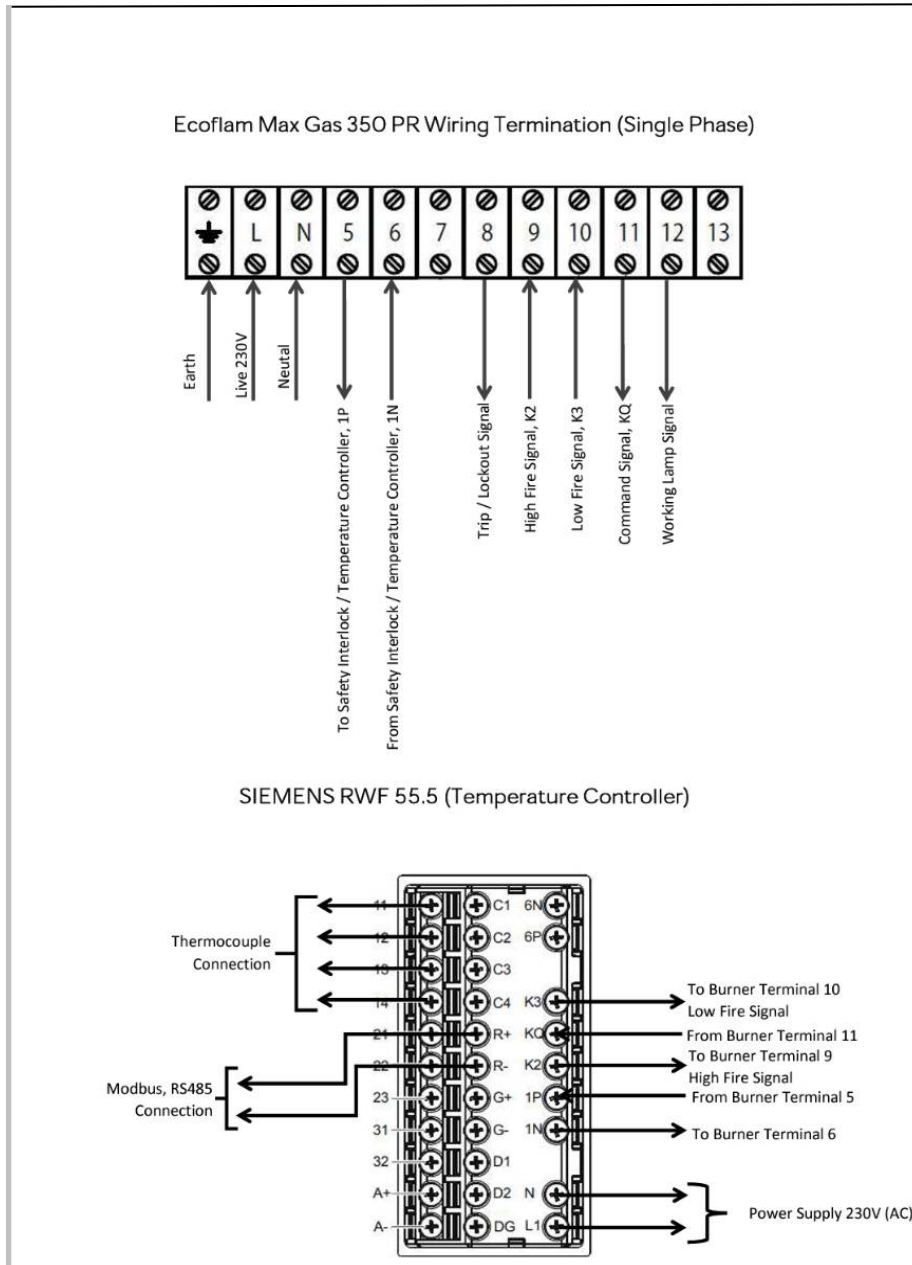 Ecoflam Max Gas 350 PR Wiring Termination (Single Phase)
L N 5 6 7 8 9 10 11 12 13
Earth
Live 230V
Neutal
To Safety Interlock / Temperature Controller, 1P
From Safety Interlock / Temperature Controller, 1N
Trip / Lockout Signal
High Fire Signal, K2
Low Fire Signal, K3
Command Signal, KQ
Working Lamp Signal
SIEMENS RWF 55.5 (Temperature Controller)
Thermocouple
Connection
Modbus, RS485
Connection
11 C1 6N
12 C2 6P
13 C3
14 C4 K3
21 R+ KQ
22 R- K2
23 G+ 1P
31 G- 1N
32 D1
A+ D2 N
A- DG L1
To Burner Terminal 10
Low Fire Signal
From Burner Terminal 11
To Burner Terminal 9
High Fire Signal
From Burner Terminal 5
To Burner Terminal 6
Power Supply 230V (AC)